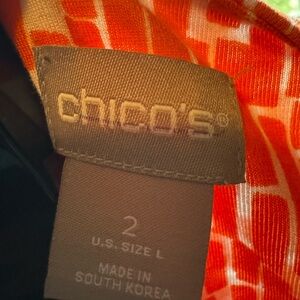 chico's®
2
U.S. SIZE L
MADE IN
SOUTH KOREA